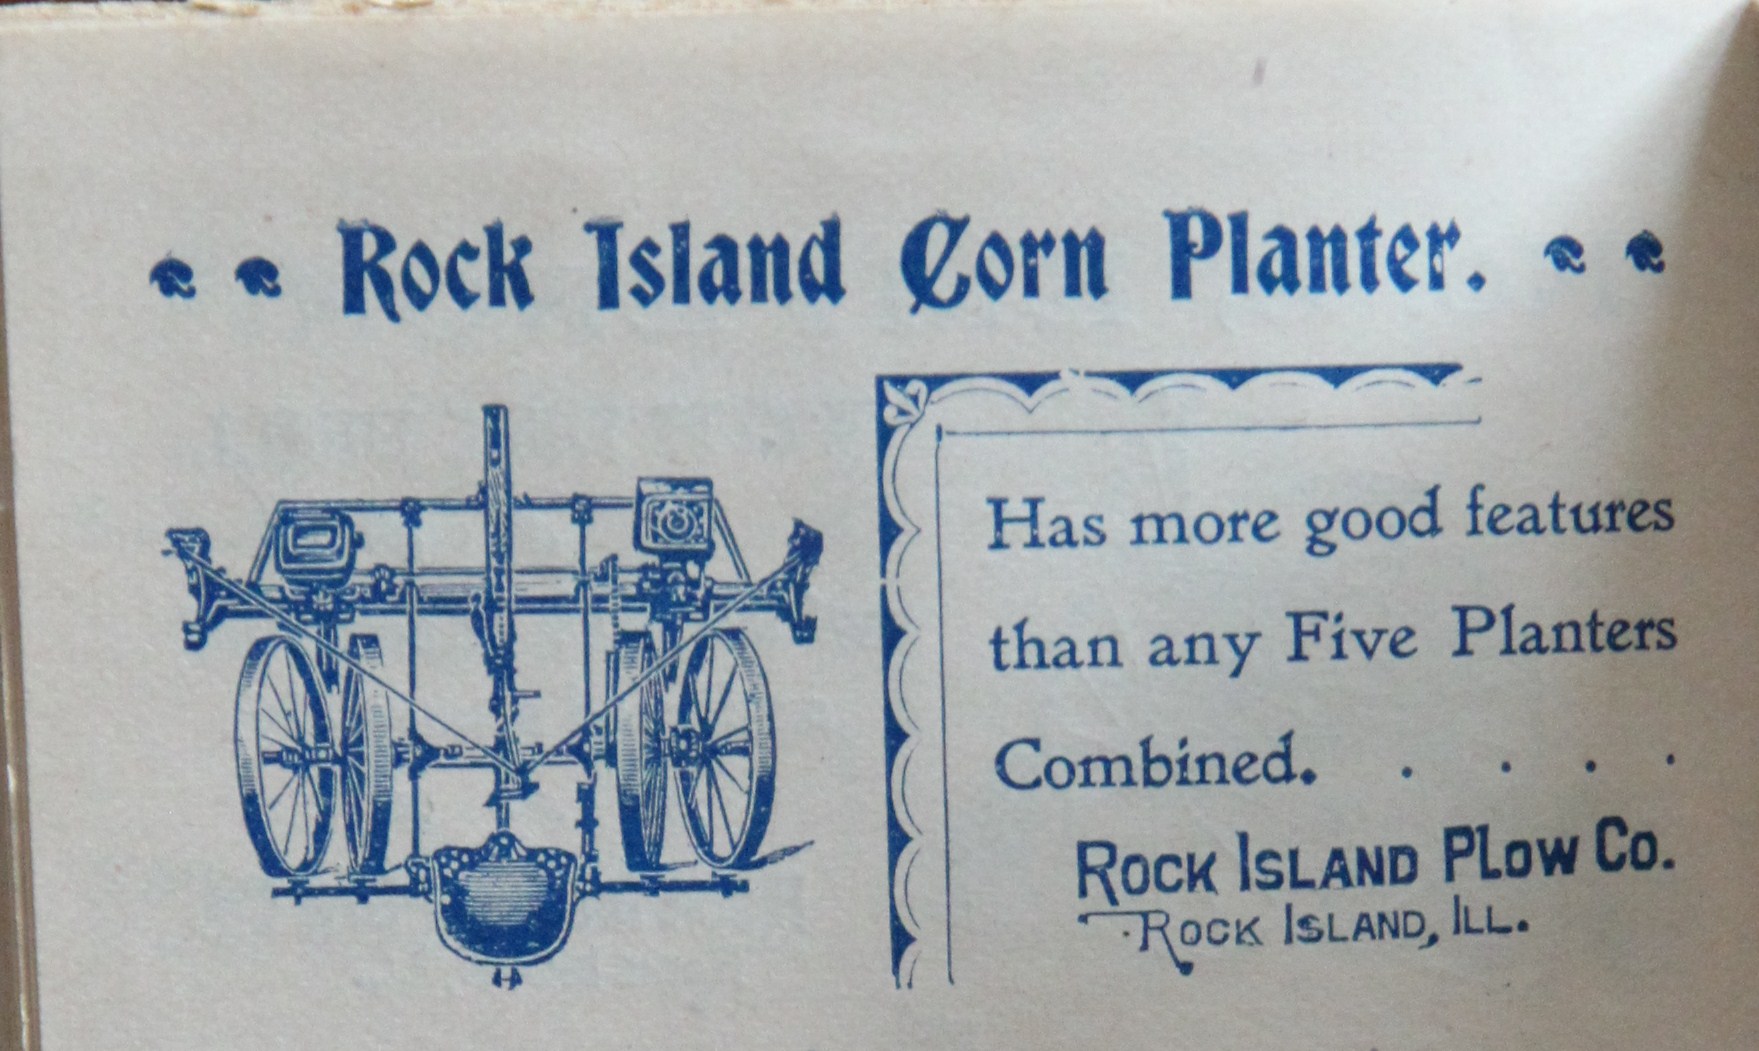 Rock Island Corn Planter.
Has more good features
than any Five Planters
Combined. . . . .
ROCK ISLAND PLOW CO.
ROCK ISLAND, ILL.